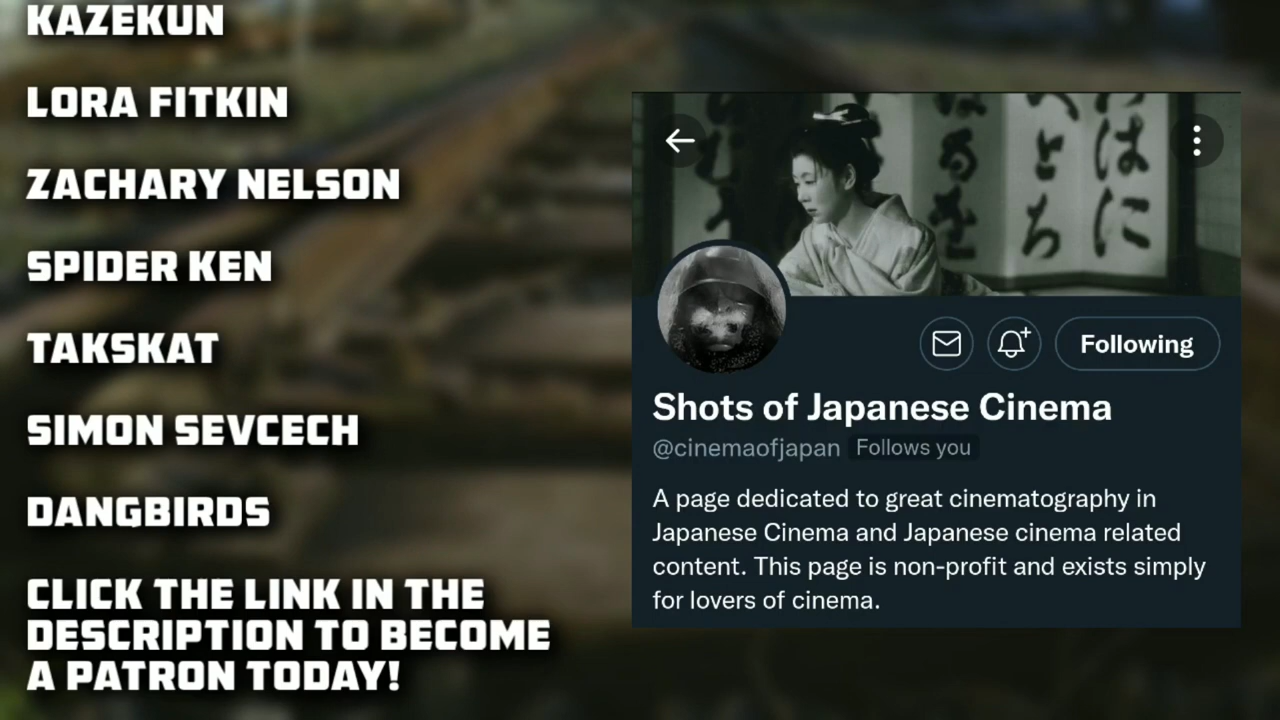 KAZEKUN
LORA FITKIN
ZACHARY NELSON
SPIDER KEN
TAKSKAT
SIMON SEVCECH
DANGBIRDS
CLICK THE LINK IN THE
DESCRIPTION TO BECOME
A PATRON TODAY!
Following
Shots of Japanese Cinema
@cinemaofjapan Follows you
A page dedicated to great cinematography in
Japanese Cinema and Japanese cinema related
content. This page is non-profit and exists simply
for lovers of cinema.